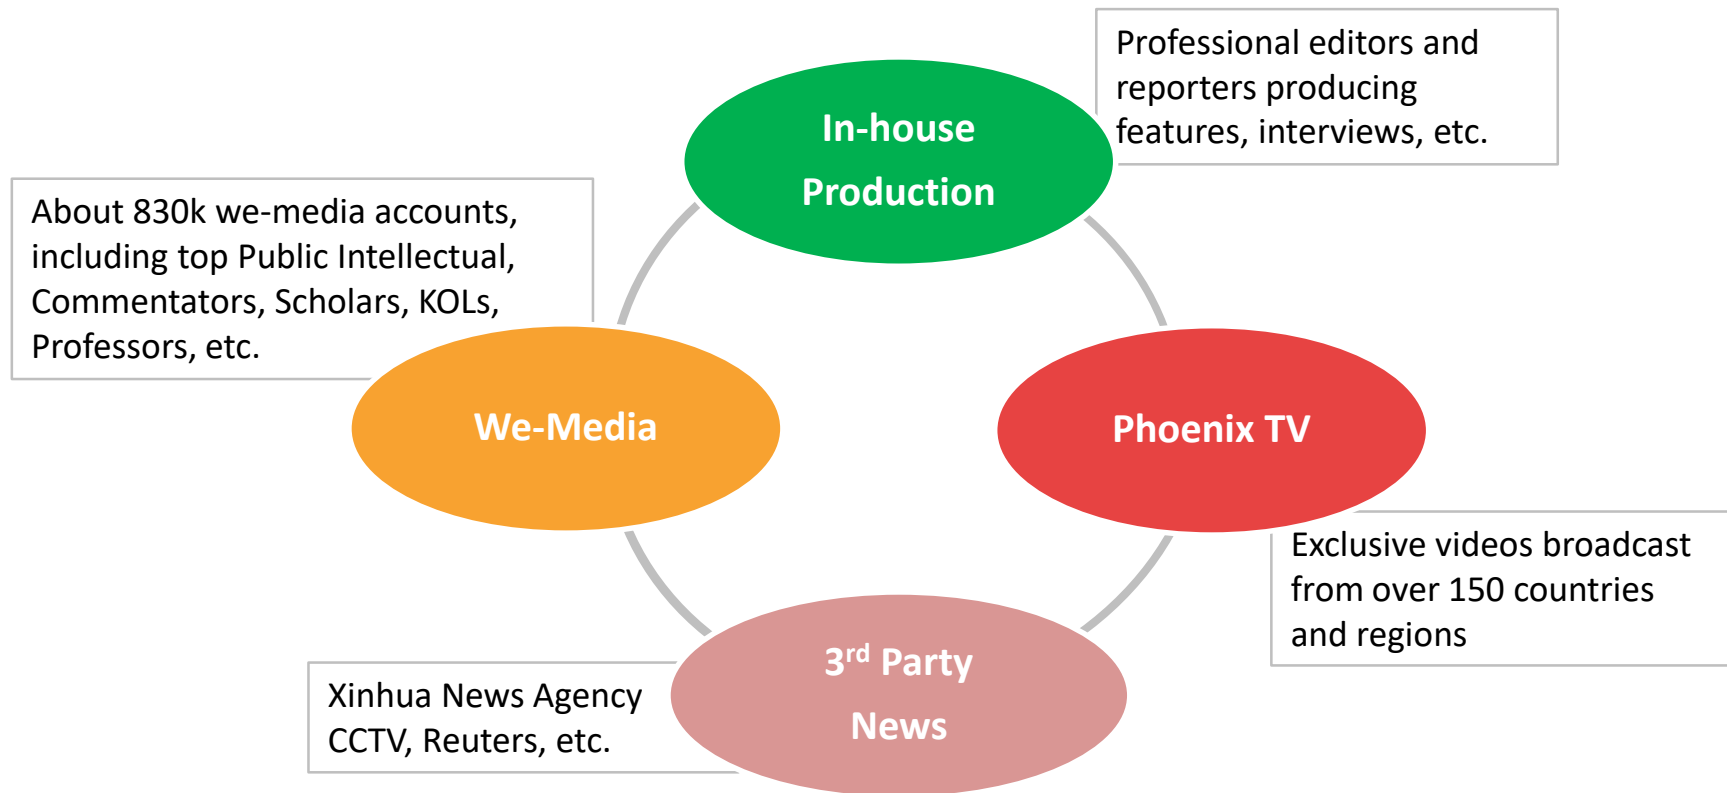 In-house
Production
Professional editors and
reporters producing
features, interviews, etc.
About 830k we-media accounts,
including top Public Intellectual,
Commentators, Scholars, KOLs,
Professors, etc.
We-Media
Phoenix TV
Exclusive videos broadcast
from over 150 countries
and regions
3rd Party
News
Xinhua News Agency
CCTV, Reuters, etc.